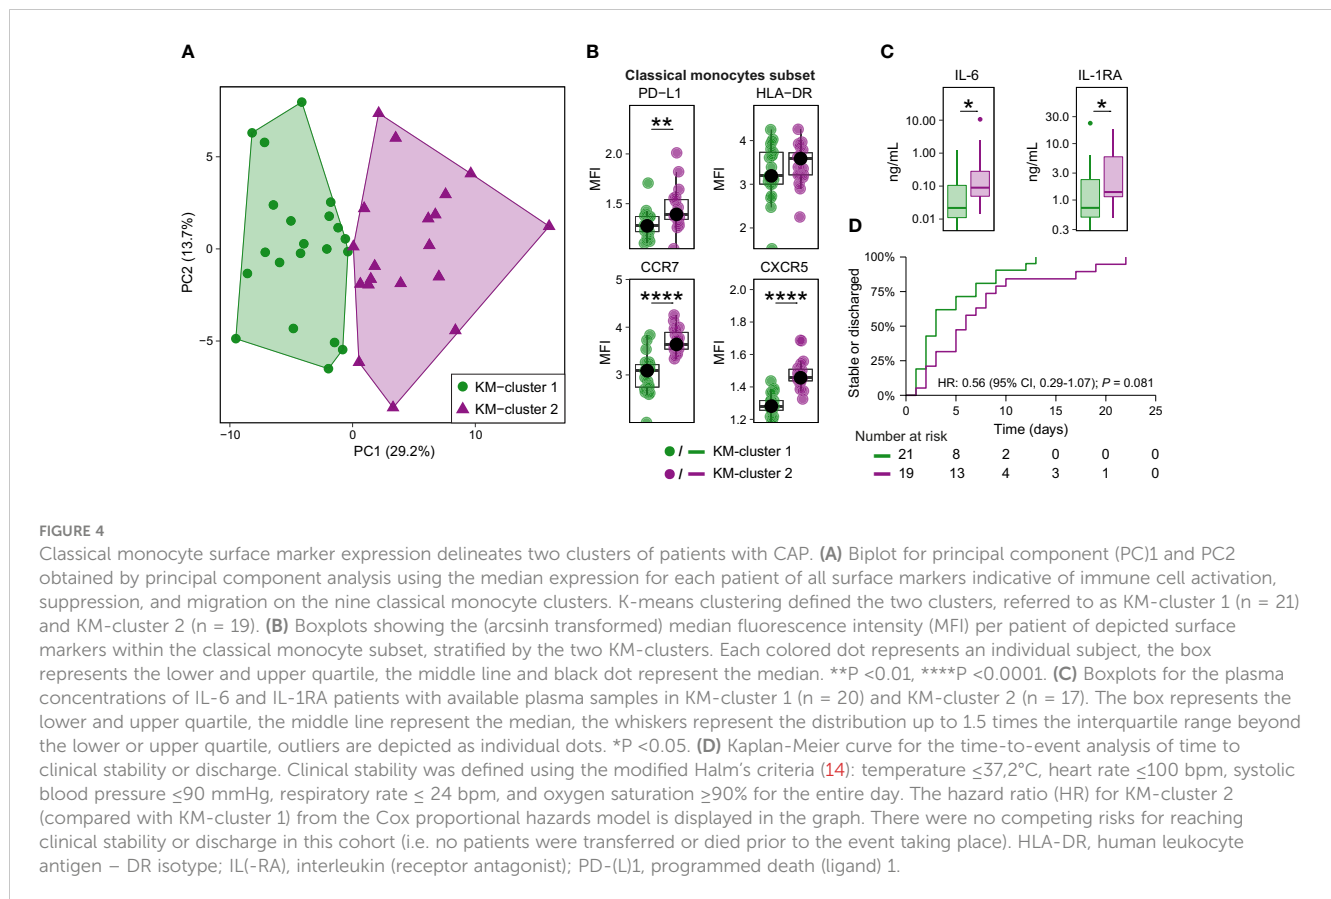 A
PC2 (13.7%)
5
0
−5
−10
0
10
PC1 (29.2%)
KM−cluster 1
KM−cluster 2
B
Classical monocytes subset
PD−L1
HLA−DR
MFI
2.0
1.5
**
MFI
4
3
2
CCR7
CXCR5
MFI
5
4
3
****
MFI
2.0
1.8
1.6
1.4
1.2
****
/ KM-cluster 1
/ KM-cluster 2
C
IL-6
IL-1RA
ng/mL
10.00
1.00
0.10
0.01
*
ng/mL
30.0
10.0
3.0
1.0
0.3
*
D
Stable or discharged
100%
75%
50%
25%
0%
HR: 0.56 (95% CI, 0.29-1.07); P = 0.081
0 5 10 15 20 25
Time (days)
Number at risk
21 8 2 0 0 0
19 13 4 3 1 0
FIGURE 4
Classical monocyte surface marker expression delineates two clusters of patients with CAP. (A) Biplot for principal component (PC)1 and PC2
obtained by principal component analysis using the median expression for each patient of all surface markers indicative of immune cell activation,
suppression, and migration on the nine classical monocyte clusters. K-means clustering defined the two clusters, referred to as KM-cluster 1 (n = 21)
and KM-cluster 2 (n = 19). (B) Boxplots showing the (arcsinh transformed) median fluorescence intensity (MFI) per patient of depicted surface
markers within the classical monocyte subset, stratified by the two KM-clusters. Each colored dot represents an individual subject, the box
represents the lower and upper quartile, the middle line and black dot represent the median. **P <0.01, ****P <0.0001. (C) Boxplots for the plasma
concentrations of IL-6 and IL-1RA patients with available plasma samples in KM-cluster 1 (n = 20) and KM-cluster 2 (n = 17). The box represents the
lower and upper quartile, the middle line represent the median, the whiskers represent the distribution up to 1.5 times the interquartile range beyond
the lower or upper quartile, outliers are depicted as individual dots. *P <0.05. (D) Kaplan-Meier curve for the time-to-event analysis of time to
clinical stability or discharge. Clinical stability was defined using the modified Halm's criteria (14): temperature ≤37,2°C, heart rate ≤100 bpm, systolic
blood pressure ≤90 mmHg, respiratory rate ≤ 24 bpm, and oxygen saturation ≥90% for the entire day. The hazard ratio (HR) for KM-cluster 2
(compared with KM-cluster 1) from the Cox proportional hazards model is displayed in the graph. There were no competing risks for reaching
clinical stability or discharge in this cohort (i.e. no patients were transferred or died prior to the event taking place). HLA-DR, human leukocyte
antigen – DR isotype; IL(-RA), interleukin (receptor antagonist); PD-(L)1, programmed death (ligand) 1.